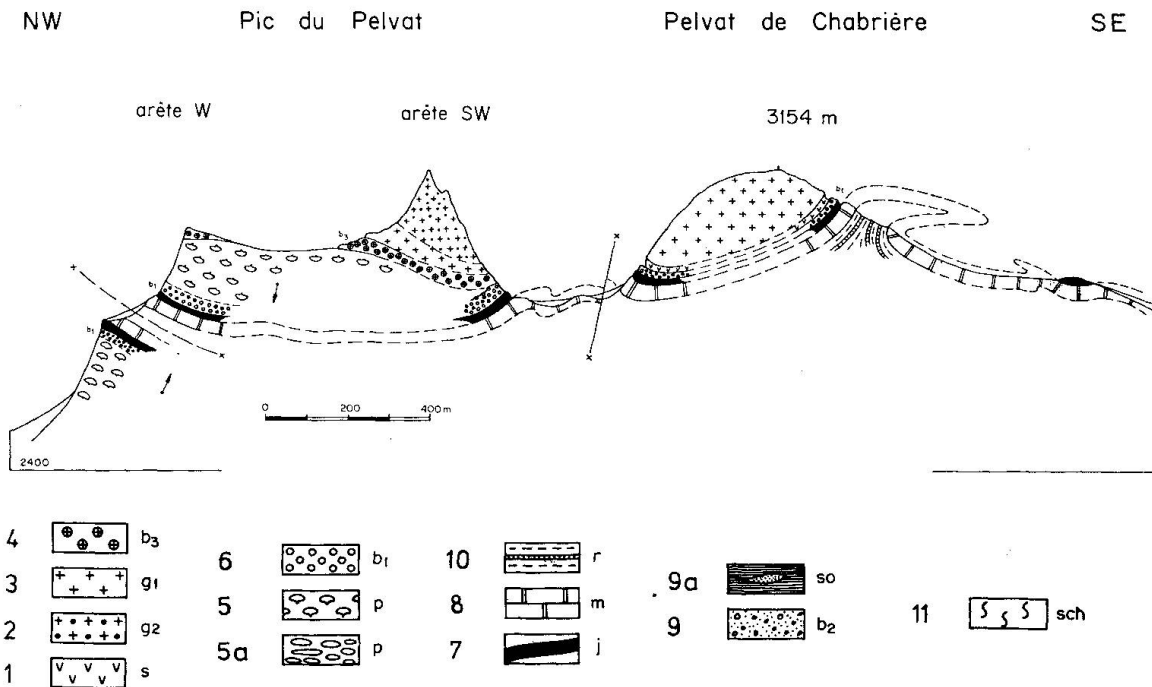 NW Pic du Pelvat Pelvat de Chabrière SE
arête W arête SW 3154 m
b1
b3
b1
b1
0 200 400m
2400
4 b3
3 g1
2 g2
1 s
6 b1
5 p
5a p
10 r
8 m
7 j
9a so
9 b2
11 sch